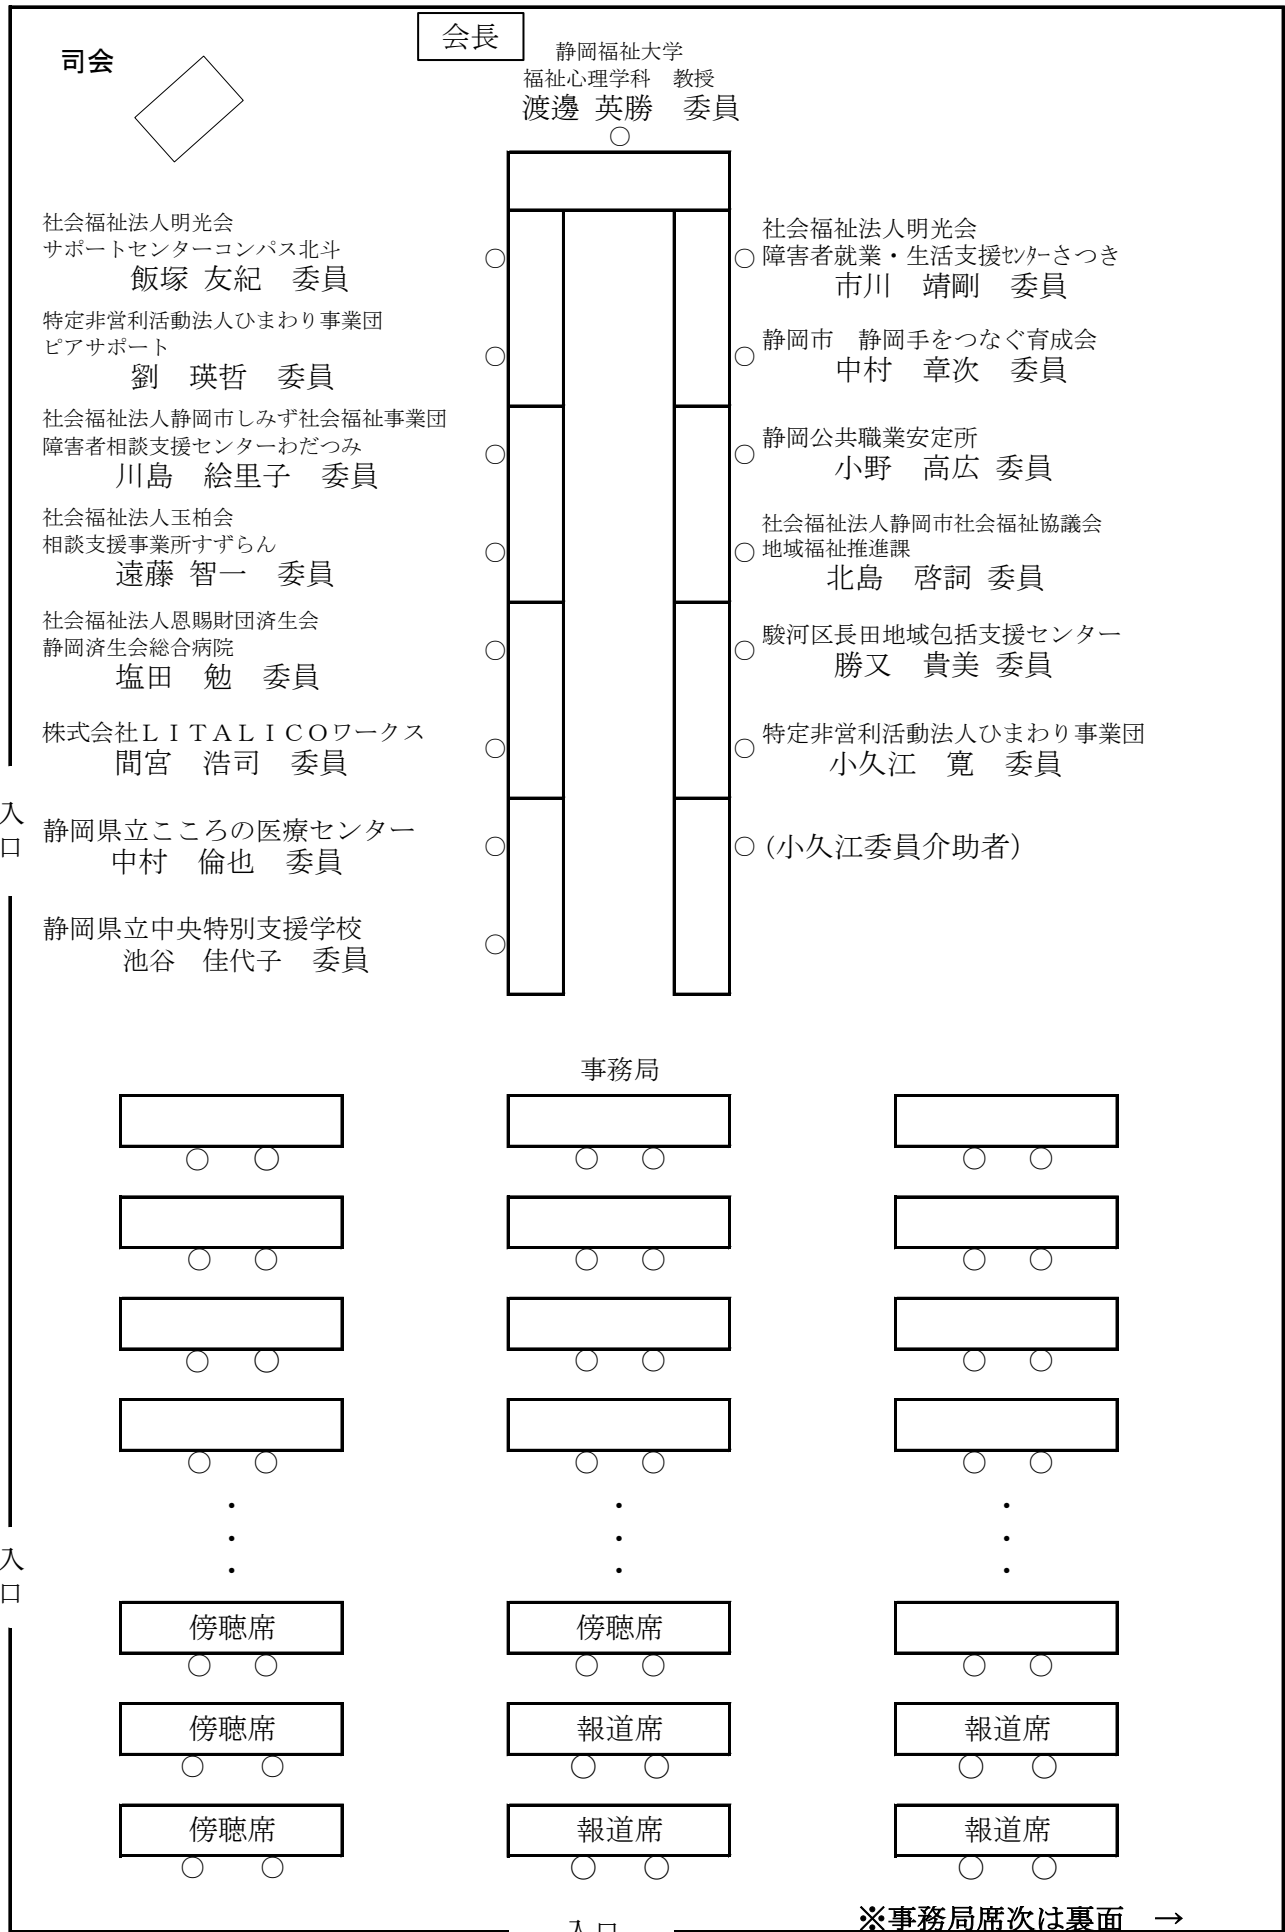 司会
会長
静岡福祉大学
福祉心理学科　教授
渡邊 英勝　委員
社会福祉法人明光会
サポートセンターコンパス北斗
飯塚 友紀　委員
特定非営利活動法人ひまわり事業団
ピアサポート
劉　瑛哲　委員
社会福祉法人静岡市しみず社会福祉事業団
障害者相談支援センターわだつみ
川島　絵里子　委員
社会福祉法人玉柏会
相談支援事業所すずらん
遠藤 智一　委員
社会福祉法人恩賜財団済生会
静岡済生会総合病院
塩田　勉　委員
株式会社ＬＩＴＡＬＩＣＯワークス
間宮　浩司　委員
静岡県立こころの医療センター
中村　倫也　委員
静岡県立中央特別支援学校
池谷　佳代子　委員
社会福祉法人明光会
障害者就業・生活支援ｾﾝﾀｰさつき
市川　靖剛　委員
静岡市　静岡手をつなぐ育成会
中村　章次　委員
静岡公共職業安定所
小野　高広 委員
社会福祉法人静岡市社会福祉協議会
地域福祉推進課
北島　啓詞 委員
駿河区長田地域包括支援センター
勝又　貴美 委員
特定非営利活動法人ひまわり事業団
小久江　寛　委員
(小久江委員介助者)
入口
事務局
入口
傍聴席
傍聴席
傍聴席
報道席
報道席
傍聴席
報道席
報道席
入口
※事務局席次は裏面　→